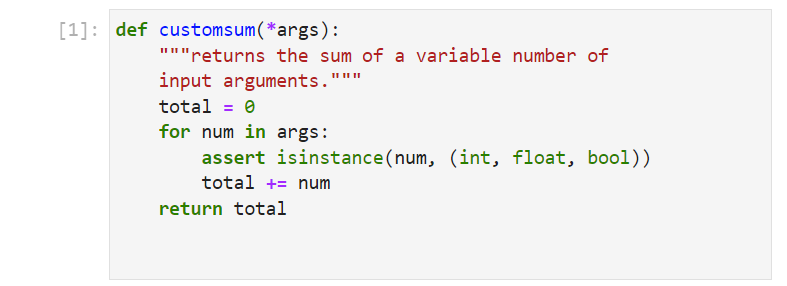 [1]: def customsum(*args):
    """returns the sum of a variable number of
    input arguments."""
    total = 0
    for num in args:
        assert isinstance(num, (int, float, bool))
        total += num
    return total